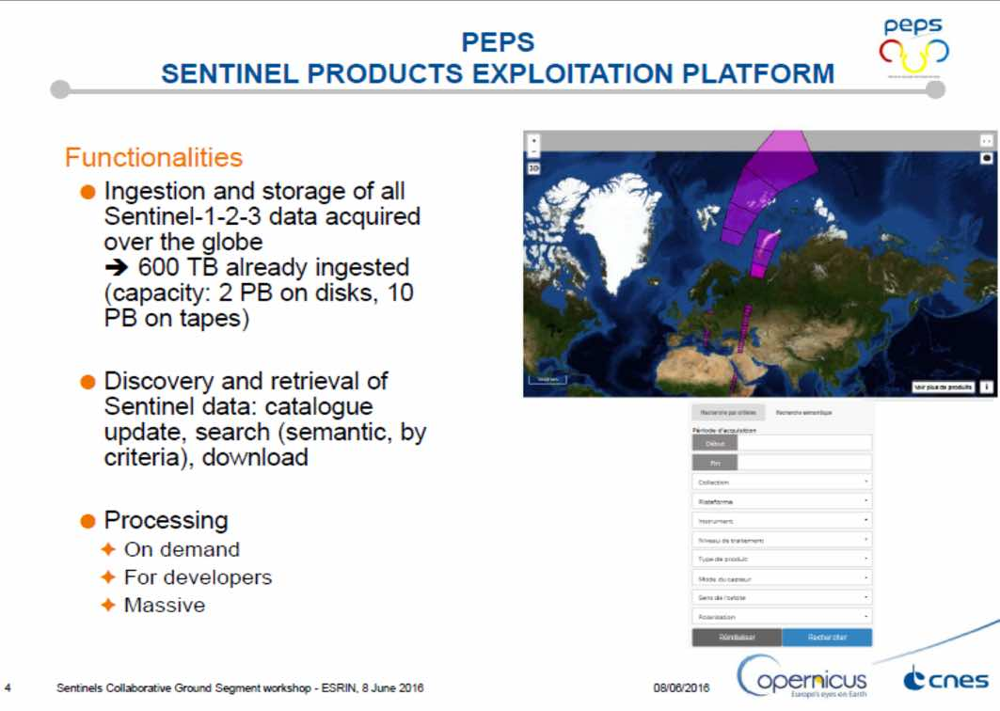 PEPS
SENTINEL PRODUCTS EXPLOITATION PLATFORM
peps
Functionalities
Ingestion and storage of all
Sentinel-1-2-3 data acquired
over the globe
➔ 600 TB already ingested
(capacity: 2 PB on disks, 10
PB on tapes)
Discovery and retrieval of
Sentinel data: catalogue
update, search (semantic, by
criteria), download
Processing
On demand
For developers
Massive
+
-
3D
Voir plus de produits
i
Recherche par critères Recherche sémantique
Période d'acquisition
Début
Fin
Collection
Plateforme
Instrument
Niveau de traitement
Type de produit
Mode du capteur
Sens de l'orbite
Polarisation
Réinitialiser Rechercher
4 Sentinels Collaborative Ground Segment workshop - ESRIN, 8 June 2016 08/06/2016
Copernicus
Europe's eyes on Earth
cnes